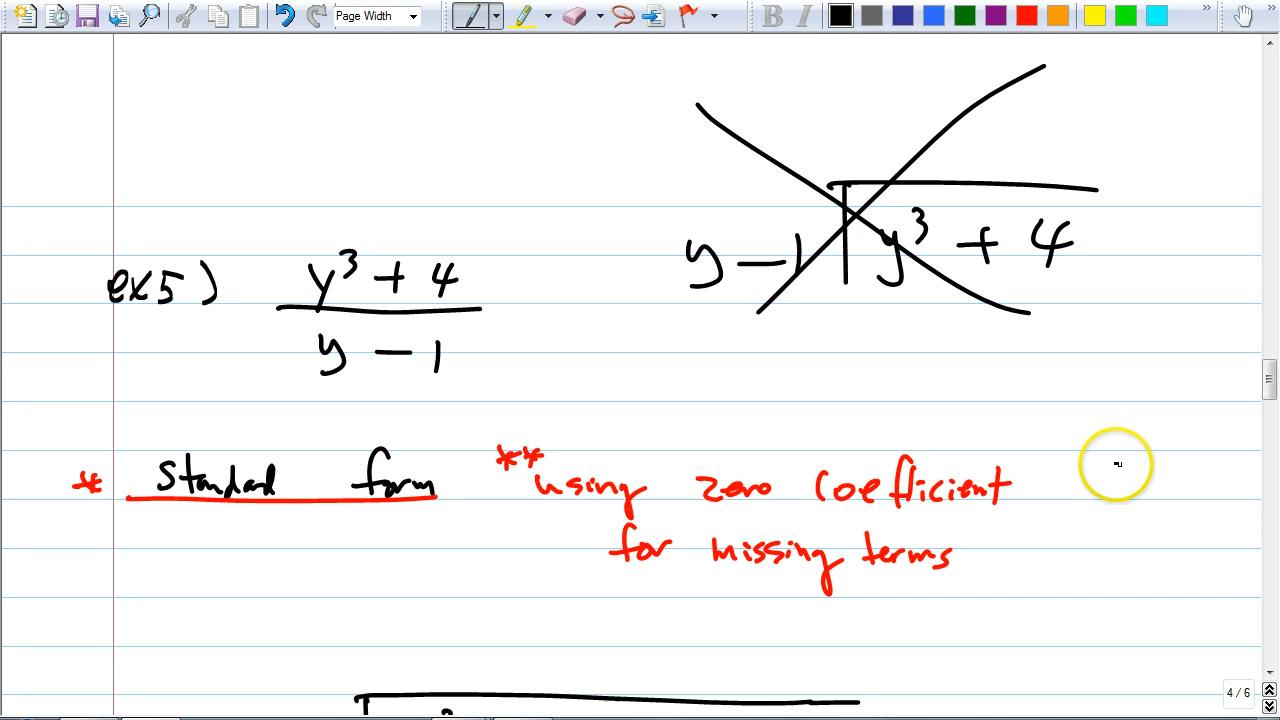 Page Width
B I
y - 1 y³ + 4
ex5) y³ + 4
y - 1
* Standard form ** using zero coefficient
for missing terms
4 / 6